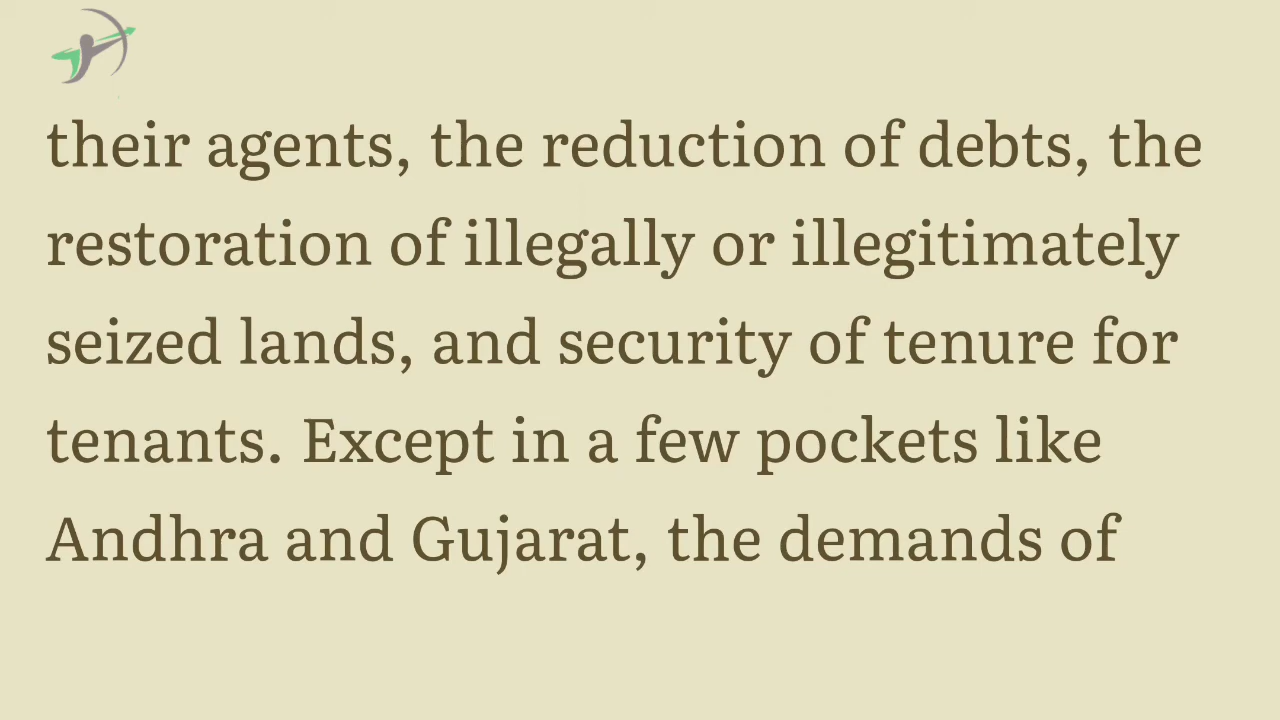 their agents, the reduction of debts, the
restoration of illegally or illegitimately
seized lands, and security of tenure for
tenants. Except in a few pockets like
Andhra and Gujarat, the demands of